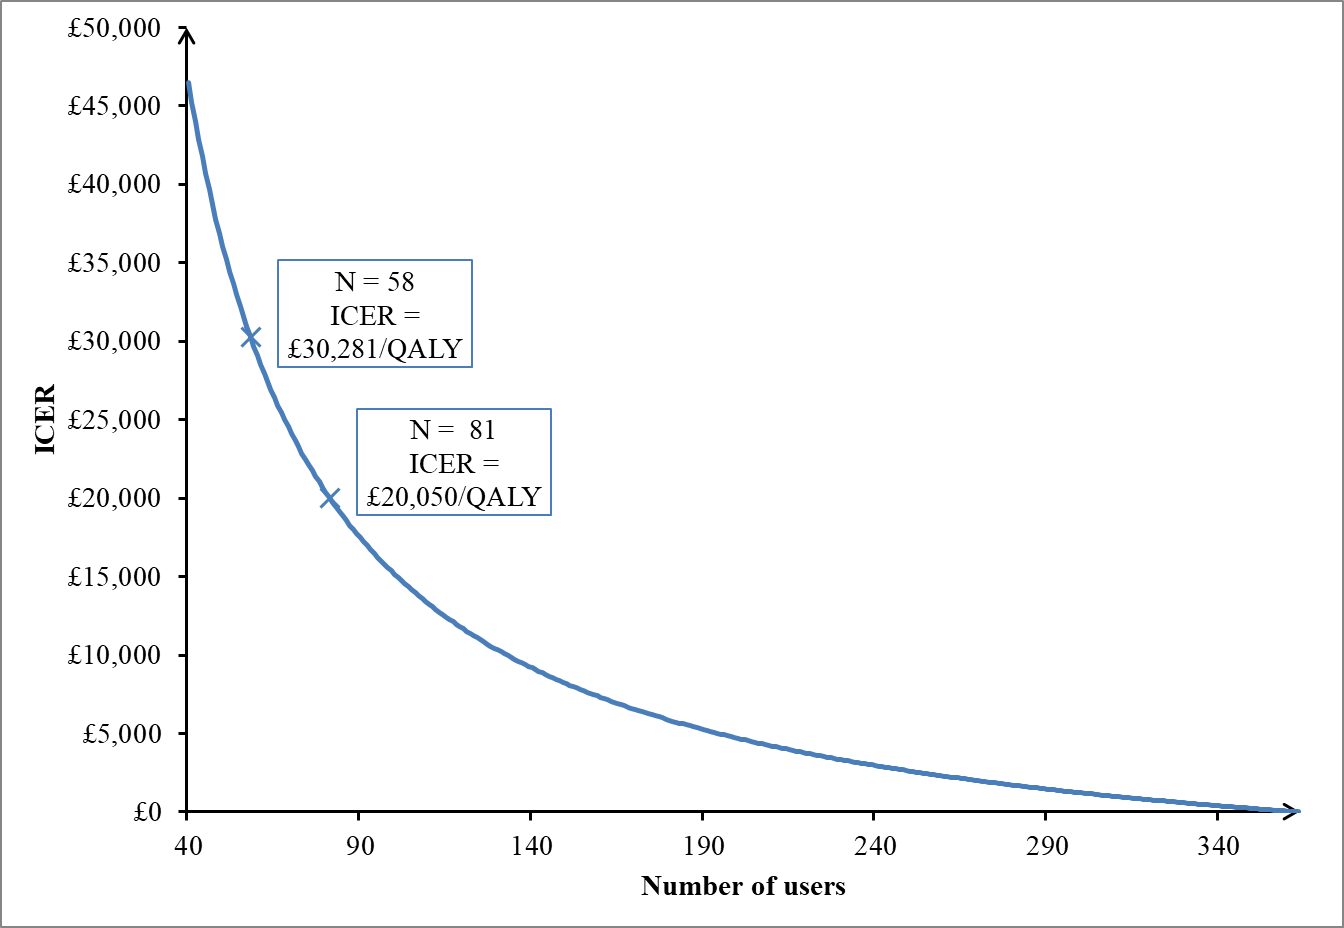 £50,000
£45,000
£40,000
£35,000
£30,000
£25,000
£20,000
£15,000
£10,000
£5,000
£0
ICER
N = 58
ICER =
£30,281/QALY
N =  81
ICER =
£20,050/QALY
40 90 140 190 240 290 340
Number of users